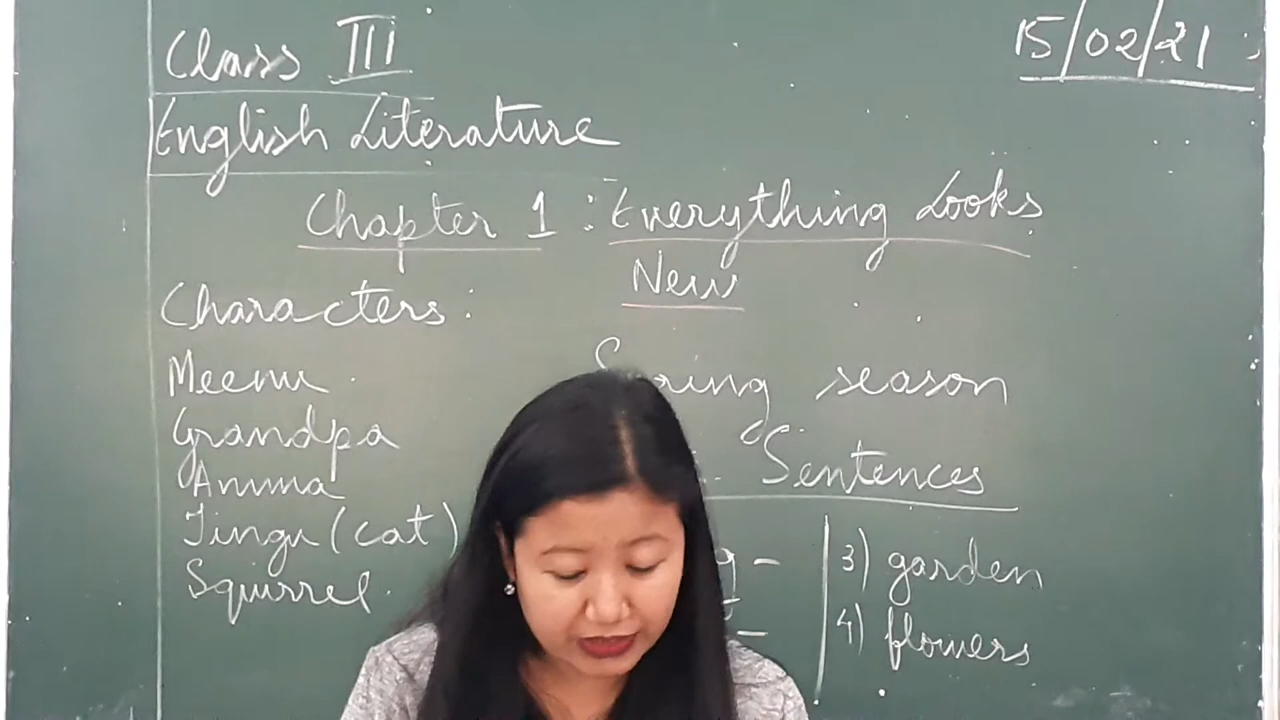 Class III
15/02/21
English Literature
Chapter 1 : Everything Looks
New
Characters :
Meenu
Grandpa
Amma
Tingu (cat)
Squirrel.
season
Sentences
3) garden
4) flowers